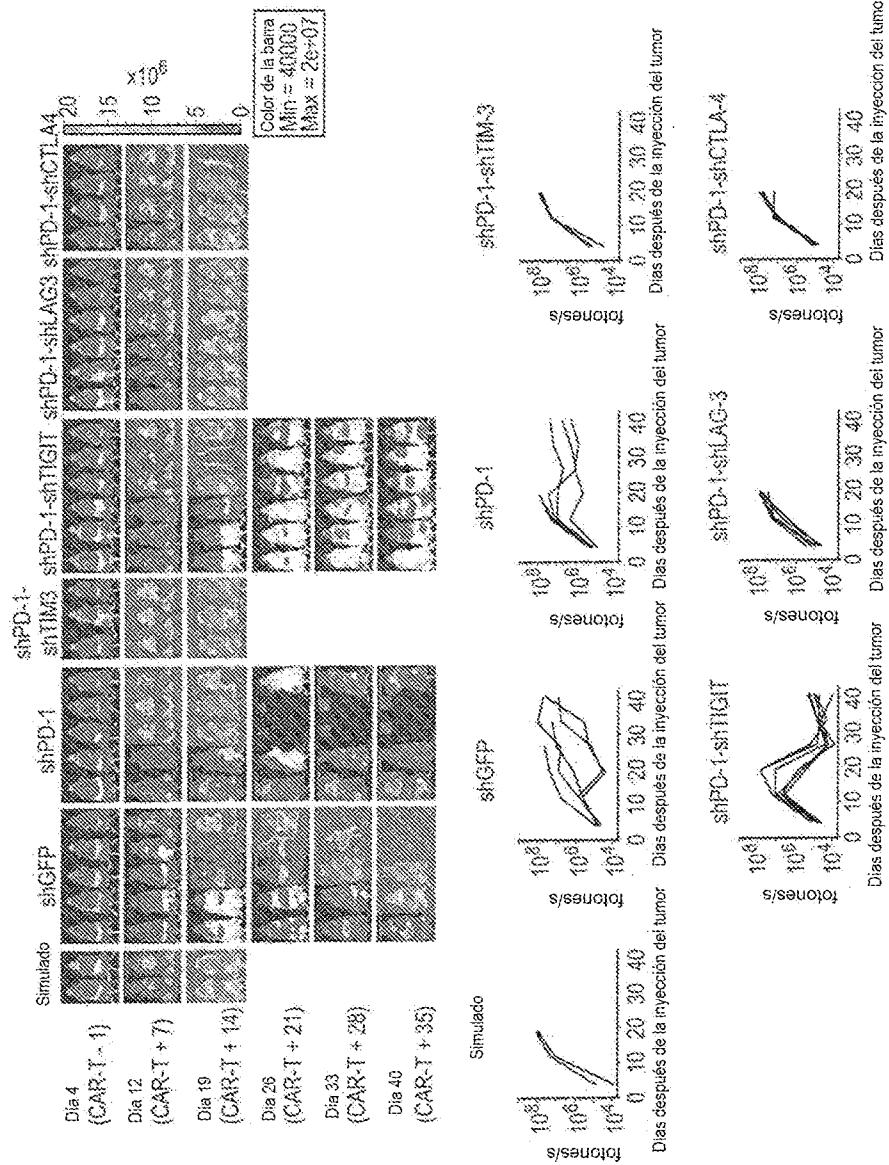 Simulado
shGFP
shPD-1
shPD-1-
shTIM3
shPD-1-shTIGIT
shPD-1-shLAG3
shPD-1-shCTLA4
Día 4
(CAR-T - 1)
Día 12
(CAR-T + 7)
Día 19
(CAR-T + 14)
Día 26
(CAR-T + 21)
Día 33
(CAR-T + 28)
Día 40
(CAR-T + 35)
20
15
10
5
0
x10⁶
Color de la barra
Min = 40000
Max = 2e+07
Simulado
fotones/s
10⁸
10⁶
10⁴
0 10 20 30 40
Días después de la inyección del tumor
shGFP
fotones/s
10⁸
10⁶
10⁴
0 10 20 30 40
Días después de la inyección del tumor
shPD-1
fotones/s
10⁸
10⁶
10⁴
0 10 20 30 40
Días después de la inyección del tumor
shPD-1-shTIM-3
fotones/s
10⁸
10⁶
10⁴
0 10 20 30 40
Días después de la inyección del tumor
shPD-1-shTIGIT
fotones/s
10⁸
10⁶
10⁴
0 10 20 30 40
Días después de la inyección del tumor
shPD-1-shLAG-3
fotones/s
10⁸
10⁶
10⁴
0 10 20 30 40
Días después de la inyección del tumor
shPD-1-shCTLA-4
fotones/s
10⁸
10⁶
10⁴
0 10 20 30 40
Días después de la inyección del tumo